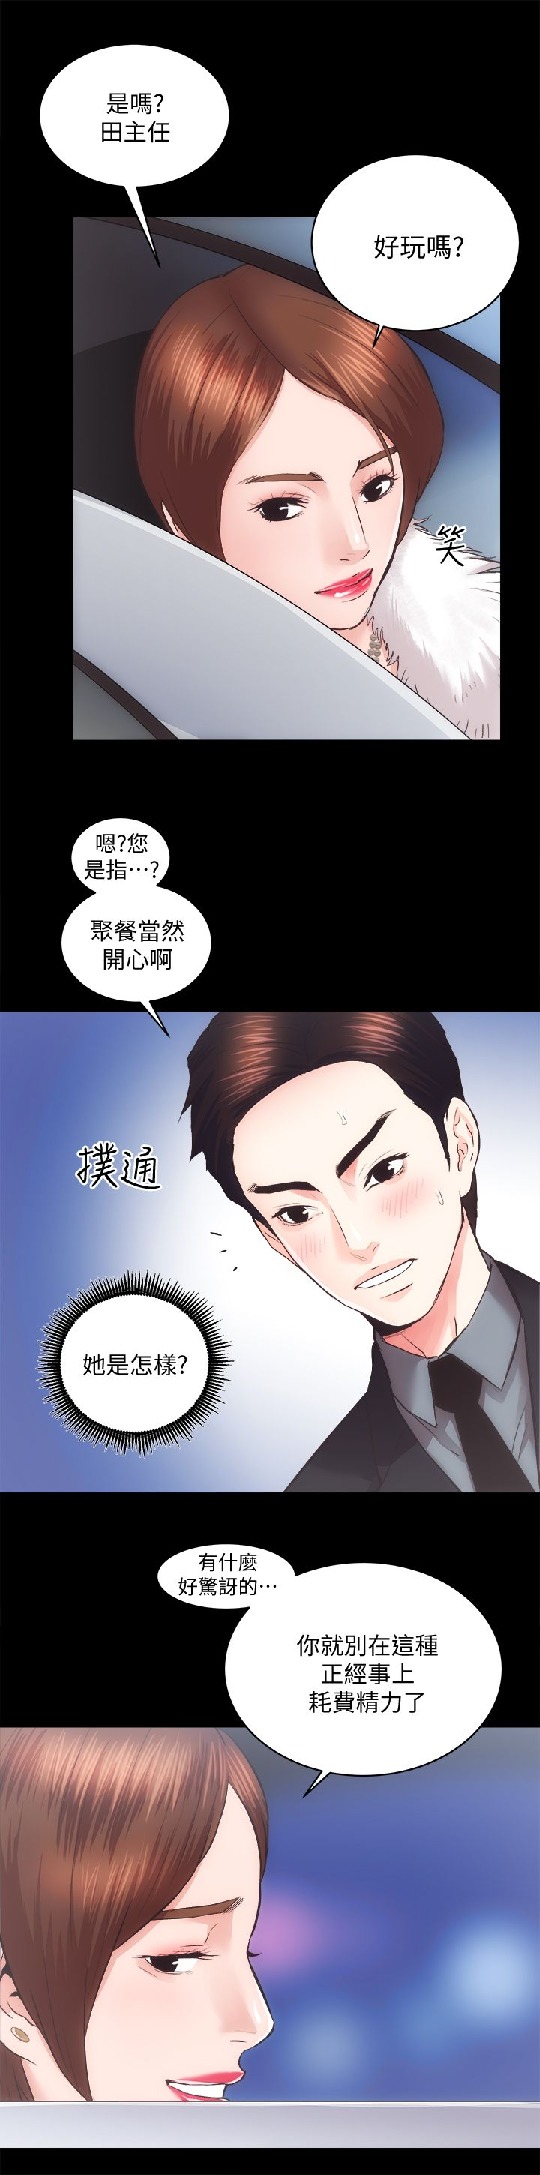 是嗎?
田主任
好玩嗎?
笑
嗯?您
是指…?
聚餐當然
開心啊
撲通
她是怎樣?
有什麼
好驚訝的…
你就別在這種
正經事上
耗費精力了